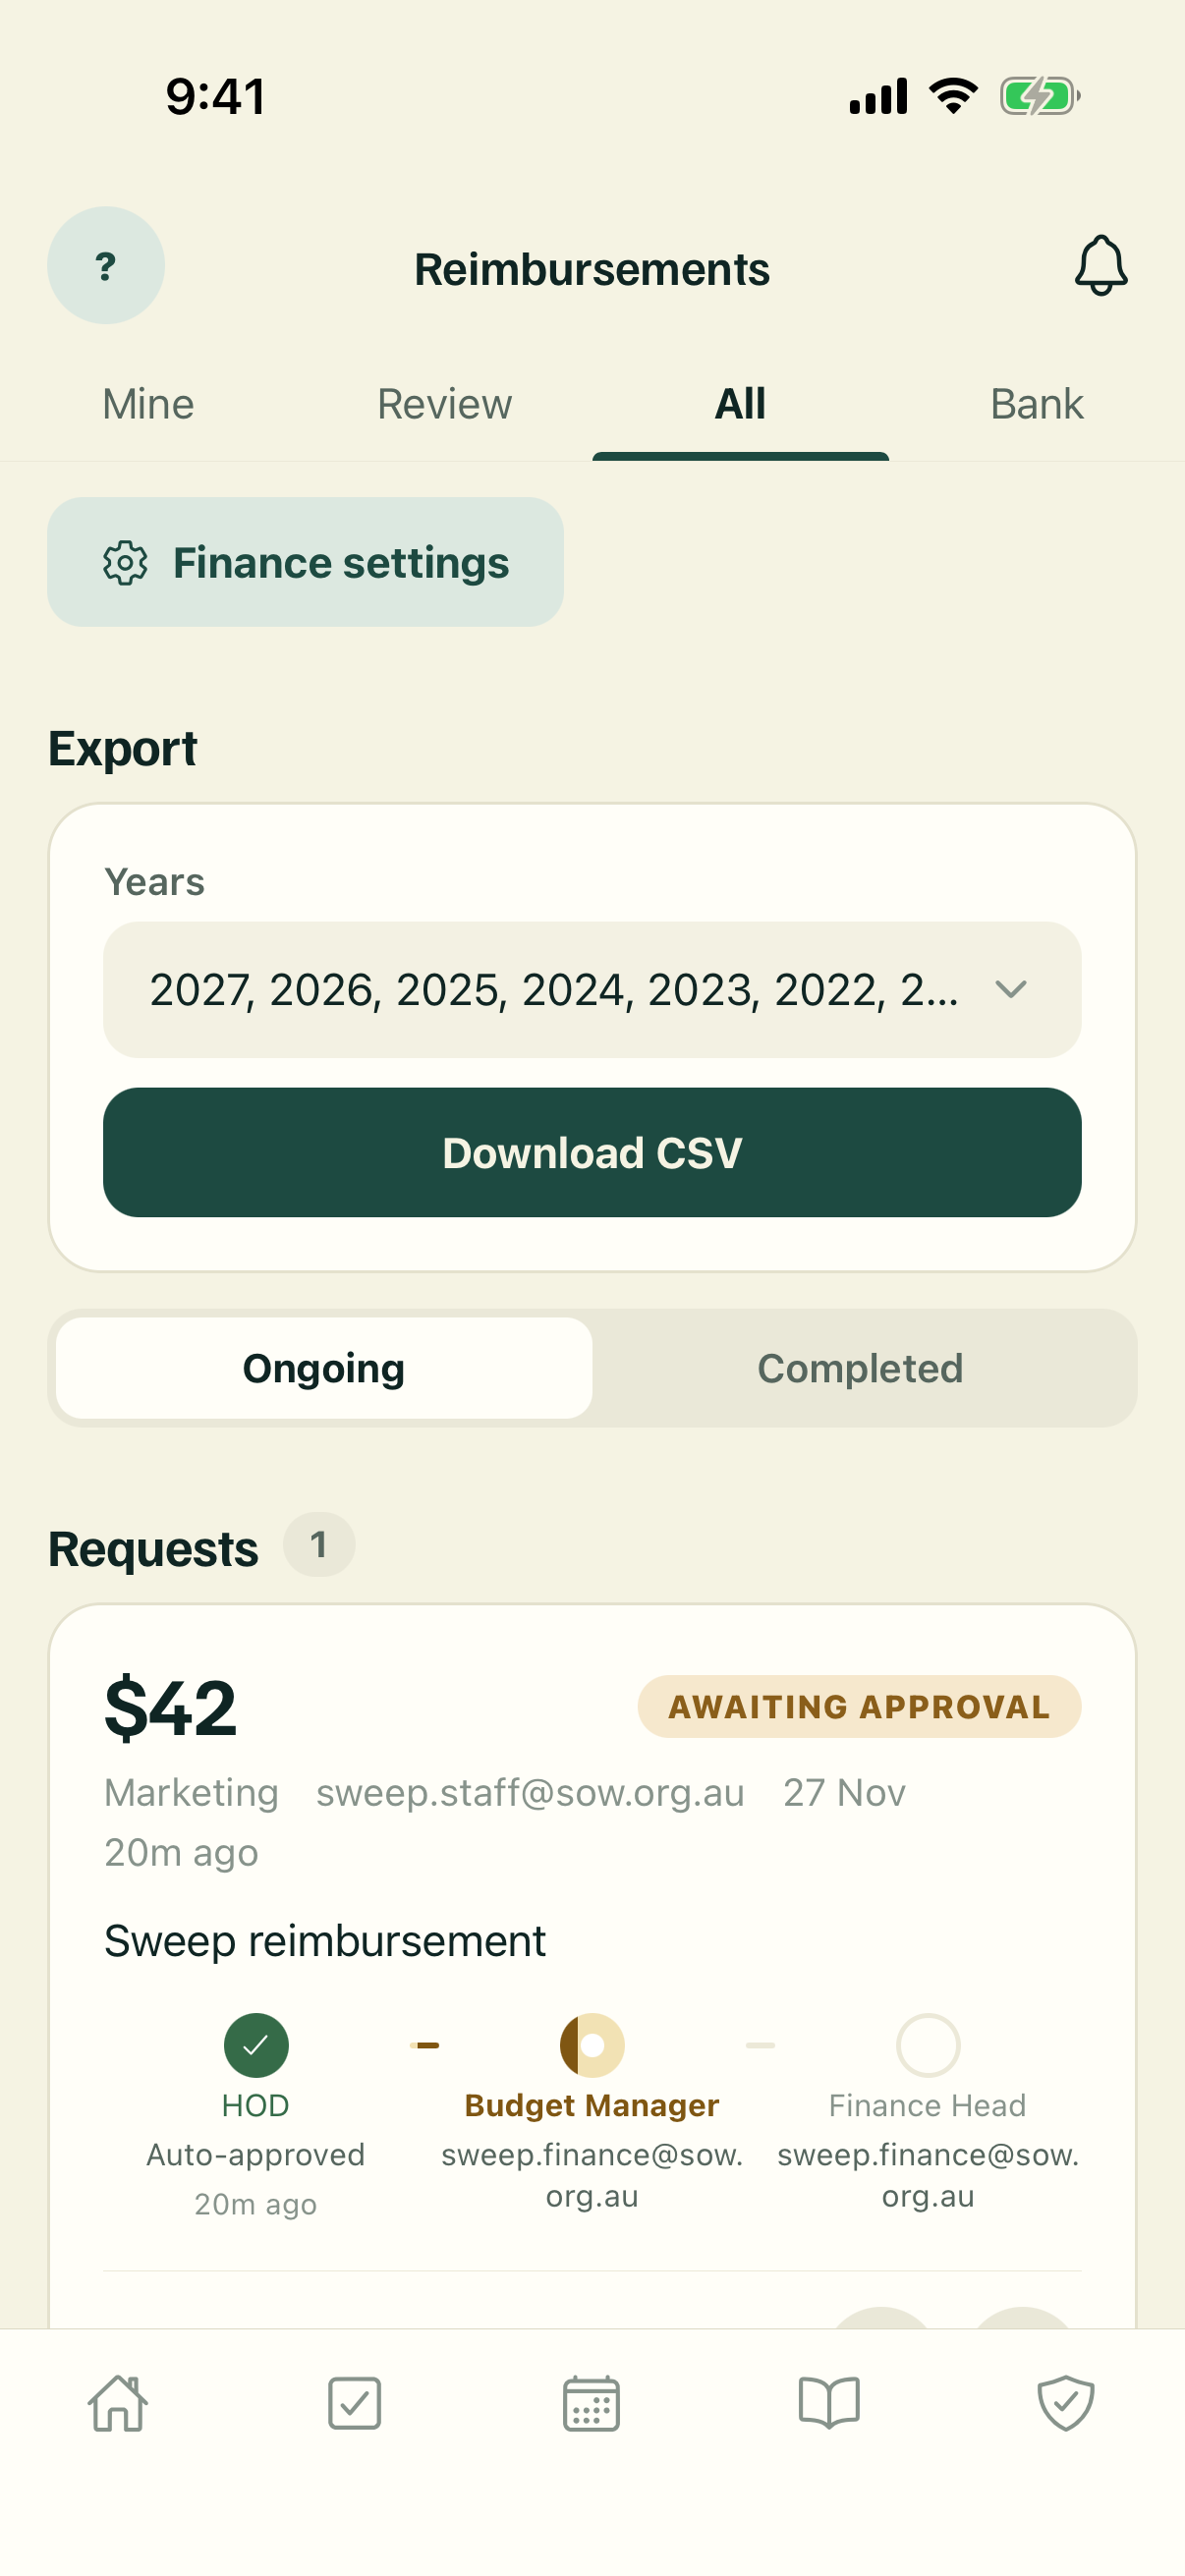 9:41
?
Reimbursements
Mine Review All Bank
Finance settings
Export
Years
2027, 2026, 2025, 2024, 2023, 2022, 2...
Download CSV
Ongoing Completed
Requests 1
$42 AWAITING APPROVAL
Marketing sweep.staff@sow.org.au 27 Nov
20m ago
Sweep reimbursement
HOD Budget Manager Finance Head
Auto-approved sweep.finance@sow. sweep.finance@sow.
20m ago org.au org.au